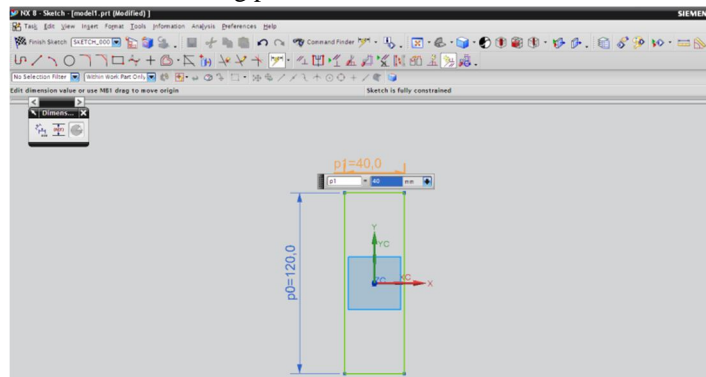 NX 8 - Sketch - [model1.prt (Modified) ]
SIEMEN
Task Edit View Insert Format Tools Information Analysis Preferences Help
Finish Sketch SKETCH_000 Command Finder
No Selection Filter Within Work Part Only
Edit dimension value or use MB1 drag to move origin Sketch is fully constrained
Dimens... X
p1=40,0
p1 = 40 mm
p0=120,0
Y
YC
XC X